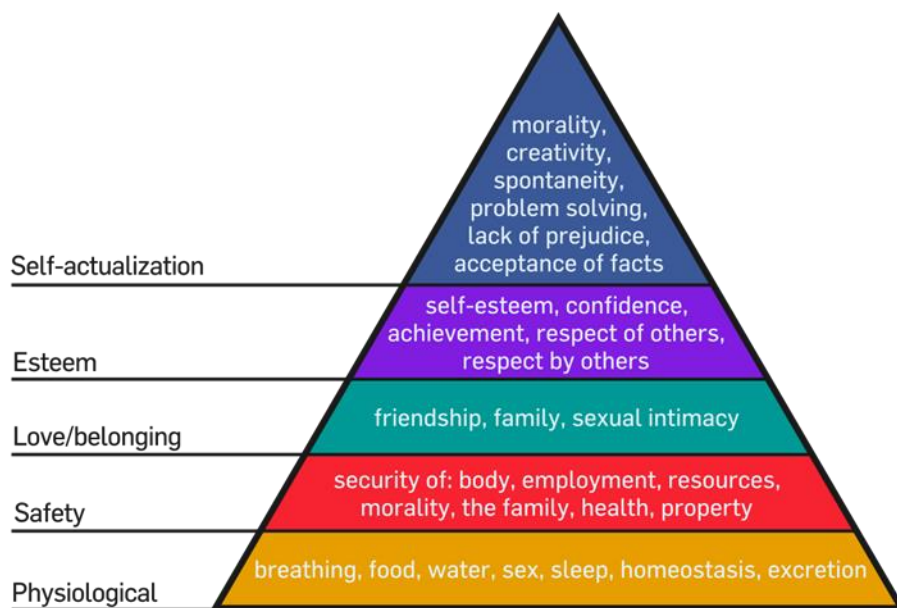 morality,
creativity,
spontaneity,
problem solving,
lack of prejudice,
acceptance of facts
Self-actualization
self-esteem, confidence,
achievement, respect of others,
respect by others
Esteem
friendship, family, sexual intimacy
Love/belonging
security of: body, employment, resources,
morality, the family, health, property
Safety
breathing, food, water, sex, sleep, homeostasis, excretion
Physiological